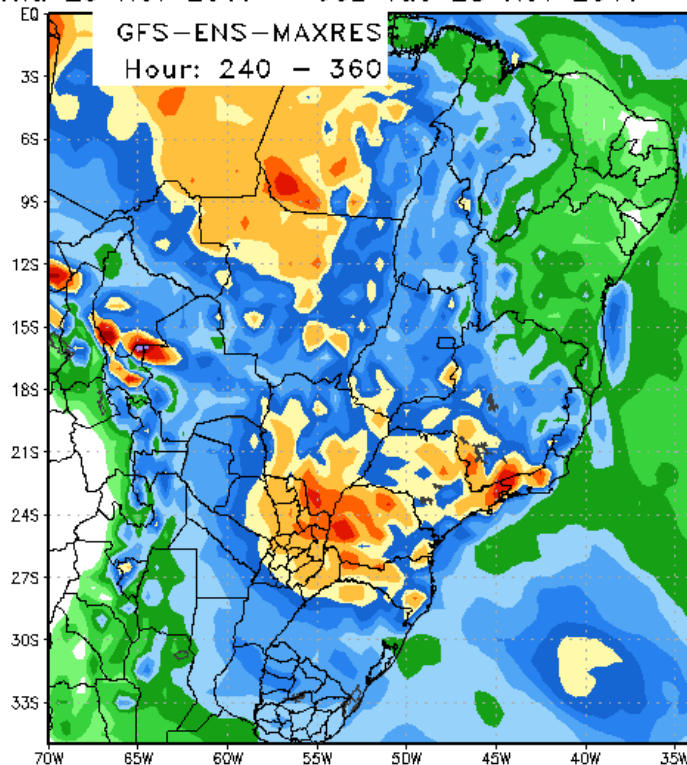 EQ
GFS-ENS-MAXRES
Hour: 240 - 360
3S
6S
9S
12S
15S
18S
21S
24S
27S
30S
33S
70W 65W 60W 55W 50W 45W 40W 35W